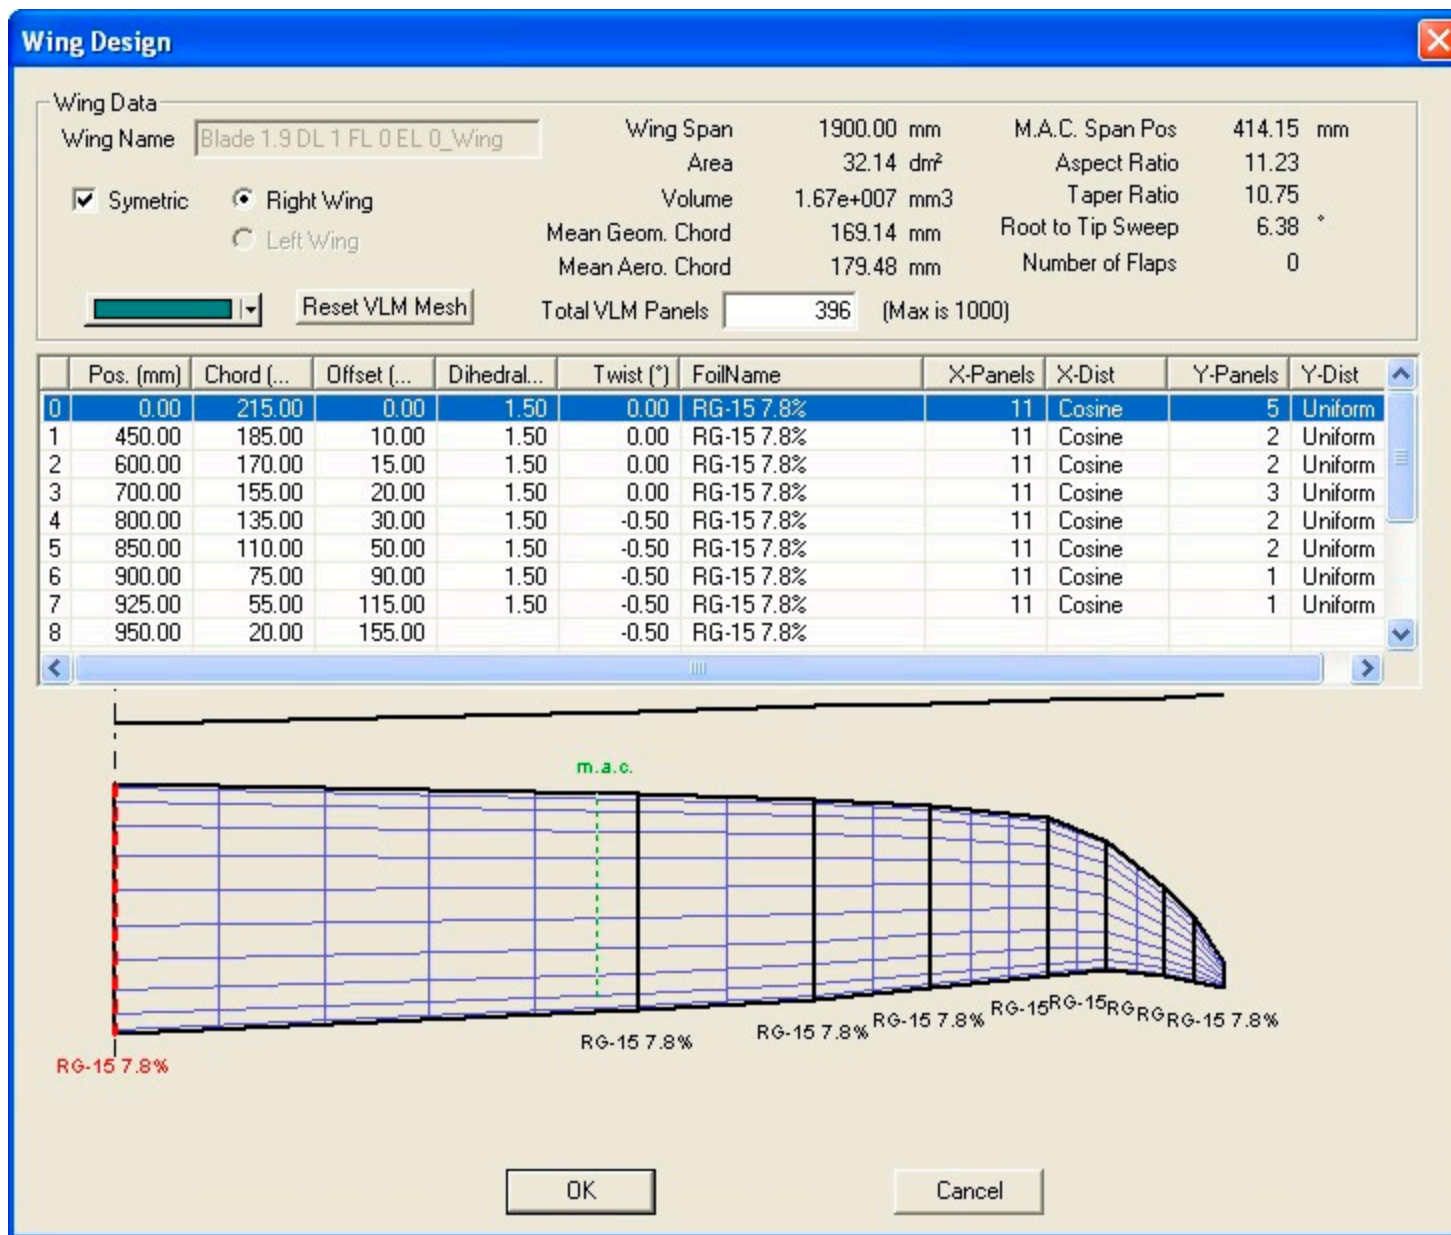 Wing Design
Wing Data
Wing Name Blade 1.9 DL 1 FL 0 EL 0_Wing
Symetric Right Wing
Left Wing
Reset VLM Mesh
Wing Span 1900.00 mm
Area 32.14 dm²
Volume 1.67e+007 mm3
Mean Geom. Chord 169.14 mm
Mean Aero. Chord 179.48 mm
Total VLM Panels 396 (Max is 1000)
M.A.C. Span Pos 414.15 mm
Aspect Ratio 11.23
Taper Ratio 10.75
Root to Tip Sweep 6.38 °
Number of Flaps 0
Pos. (mm) Chord (... Offset (... Dihedral... Twist (°) FoilName X-Panels X-Dist Y-Panels Y-Dist
0 0.00 215.00 0.00 1.50 0.00 RG-15 7.8% 11 Cosine 5 Uniform
1 450.00 185.00 10.00 1.50 0.00 RG-15 7.8% 11 Cosine 2 Uniform
2 600.00 170.00 15.00 1.50 0.00 RG-15 7.8% 11 Cosine 2 Uniform
3 700.00 155.00 20.00 1.50 0.00 RG-15 7.8% 11 Cosine 3 Uniform
4 800.00 135.00 30.00 1.50 -0.50 RG-15 7.8% 11 Cosine 2 Uniform
5 850.00 110.00 50.00 1.50 -0.50 RG-15 7.8% 11 Cosine 2 Uniform
6 900.00 75.00 90.00 1.50 -0.50 RG-15 7.8% 11 Cosine 1 Uniform
7 925.00 55.00 115.00 1.50 -0.50 RG-15 7.8% 11 Cosine 1 Uniform
8 950.00 20.00 155.00 -0.50 RG-15 7.8%
m.a.c.
RG-15 7.8% RG-15 7.8% RG-15 7.8% RG-15 7.8% RG-15 RG-15 RG RG RG-15 7.8%
OK Cancel